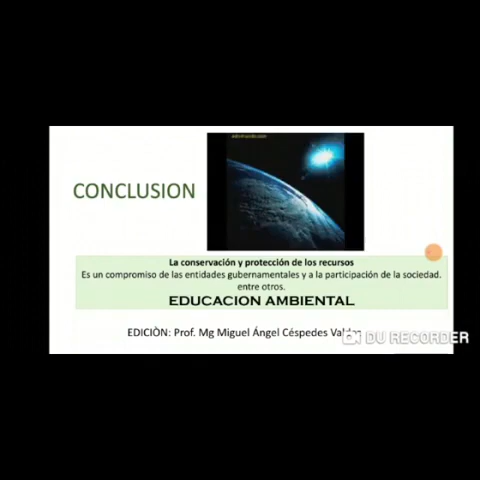 CONCLUSION
La conservación y protección de los recursos
Es un compromiso de las entidades gubernamentales y a la participación de la sociedad.
entre otros.
EDUCACION AMBIENTAL
EDICIÒN: Prof. Mg Miguel Ángel Céspedes
DU RECORDER